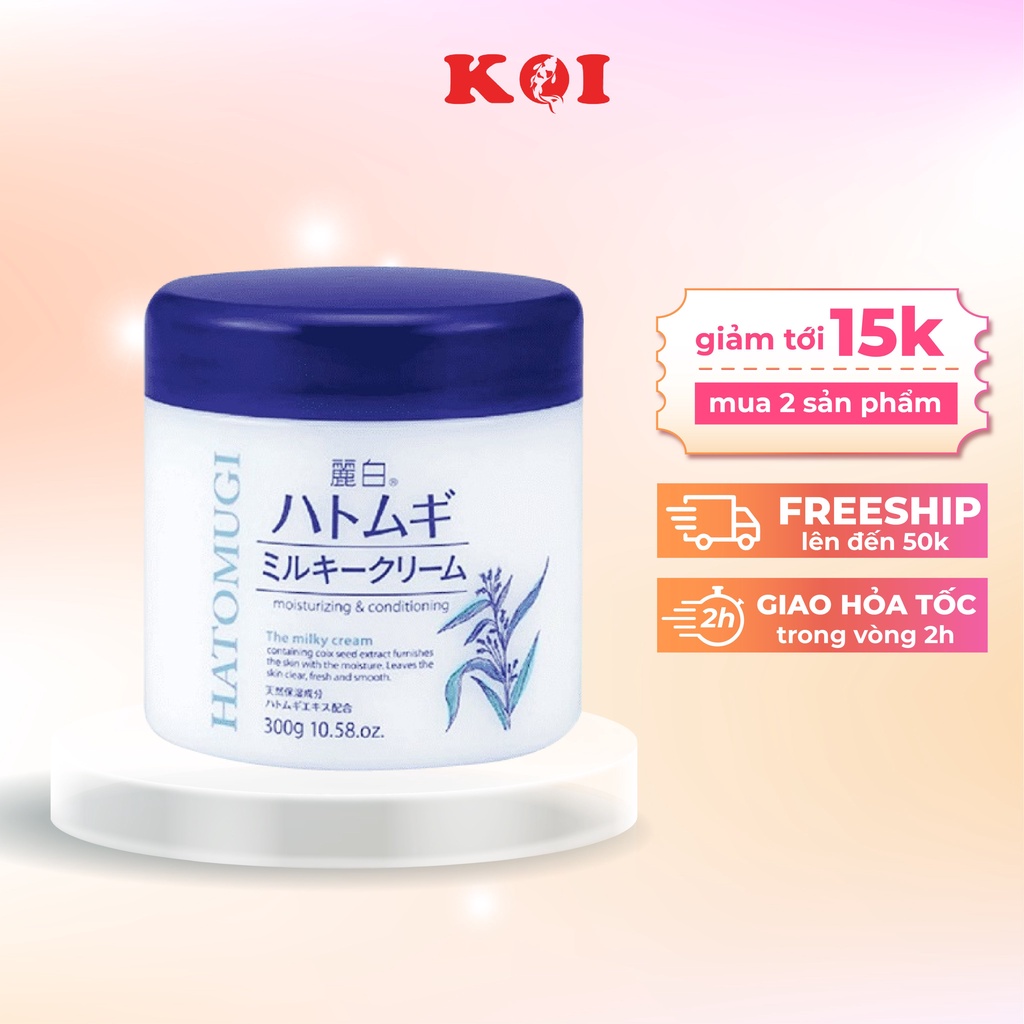 KOI
HATOMUGI
麗白®
ハトムギ
ミルキークリーム
moisturizing & conditioning
The milky cream
containing coix seed extract furnishes
the skin with the moisture. Leaves the
skin clear, fresh and smooth.
天然保湿成分
ハトムギエキス配合
300g 10.58.oz.
giảm tới 15k
mua 2 sản phẩm
FREESHIP
lên đến 50k
2h
GIAO HỎA TỐC
trong vòng 2h